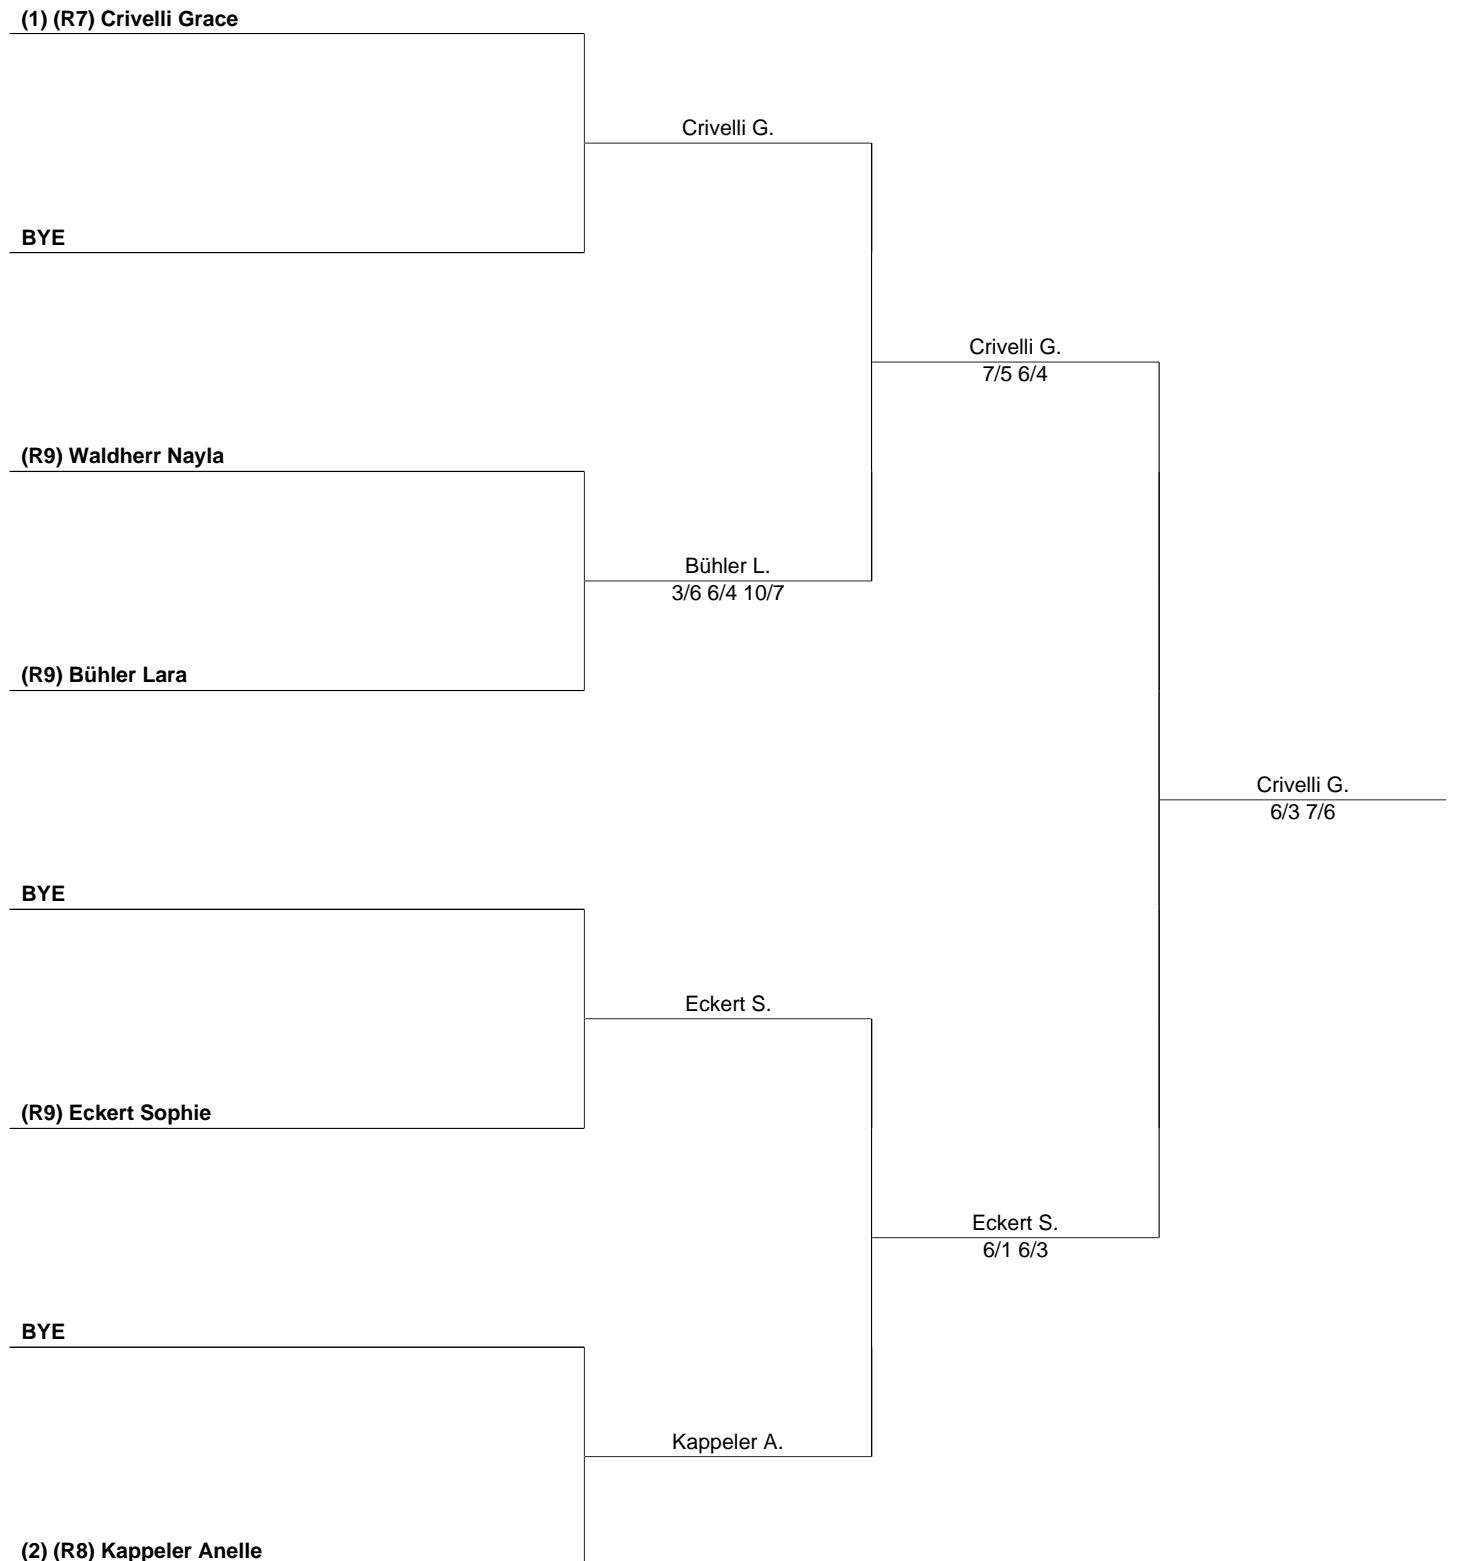 (1) (R7) Crivelli Grace
Crivelli G.
BYE
Crivelli G.
7/5 6/4
(R9) Waldherr Nayla
Bühler L.
3/6 6/4 10/7
(R9) Bühler Lara
Crivelli G.
6/3 7/6
BYE
Eckert S.
(R9) Eckert Sophie
Eckert S.
6/1 6/3
BYE
Kappeler A.
(2) (R8) Kappeler Anelle